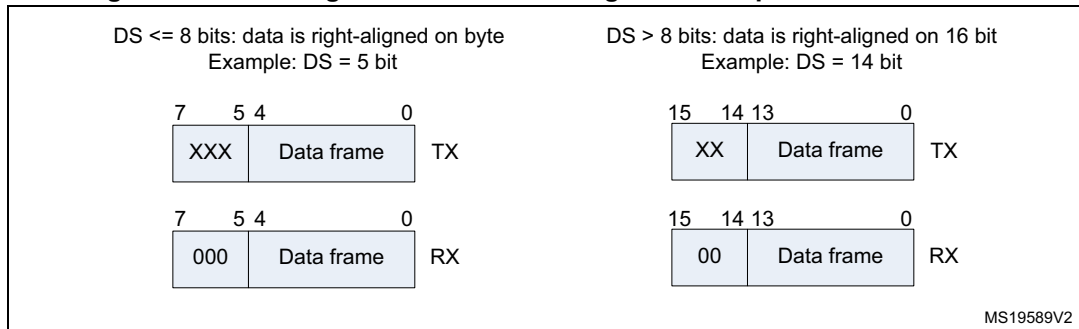 DS <= 8 bits: data is right-aligned on byte
Example: DS = 5 bit
7 5 4 0
XXX Data frame TX
7 5 4 0
000 Data frame RX
DS > 8 bits: data is right-aligned on 16 bit
Example: DS = 14 bit
15 14 13 0
XX Data frame TX
15 14 13 0
00 Data frame RX
MS19589V2